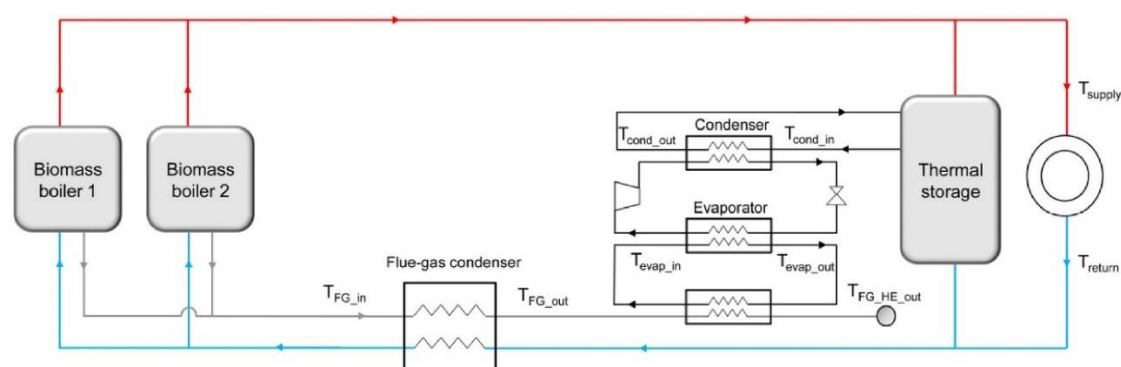 T_supply
Condenser
T_cond_out
T_cond_in
Biomass
boiler 1
Biomass
boiler 2
Thermal
storage
Evaporator
T_evap_in
T_evap_out
T_return
Flue-gas condenser
T_FG_in
T_FG_out
T_FG_HE_out